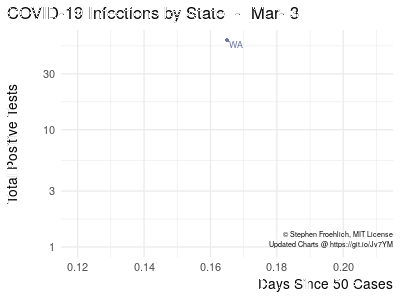 COVID-19 Infections by State - Mar 3
WA
Total Positive Tests
30
10
3
1
© Stephen Froehlich, MIT License
Updated Charts @ https://git.io/Jv7YM
0.12 0.14 0.16 0.18 0.20
Days Since 50 Cases